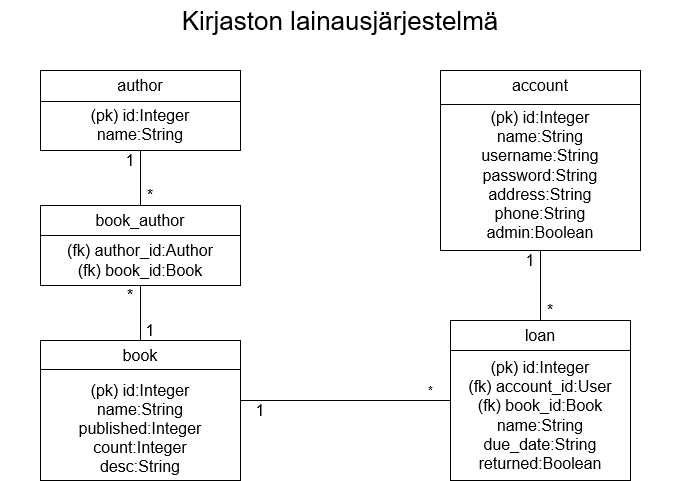 Kirjaston lainausjärjestelmä
author
(pk) id:Integer
name:String
1
*
book_author
(fk) author_id:Author
(fk) book_id:Book
*
1
book
(pk) id:Integer
name:String
published:Integer
count:Integer
desc:String
1
*
account
(pk) id:Integer
name:String
username:String
password:String
address:String
phone:String
admin:Boolean
1
*
loan
(pk) id:Integer
(fk) account_id:User
(fk) book_id:Book
name:String
due_date:String
returned:Boolean